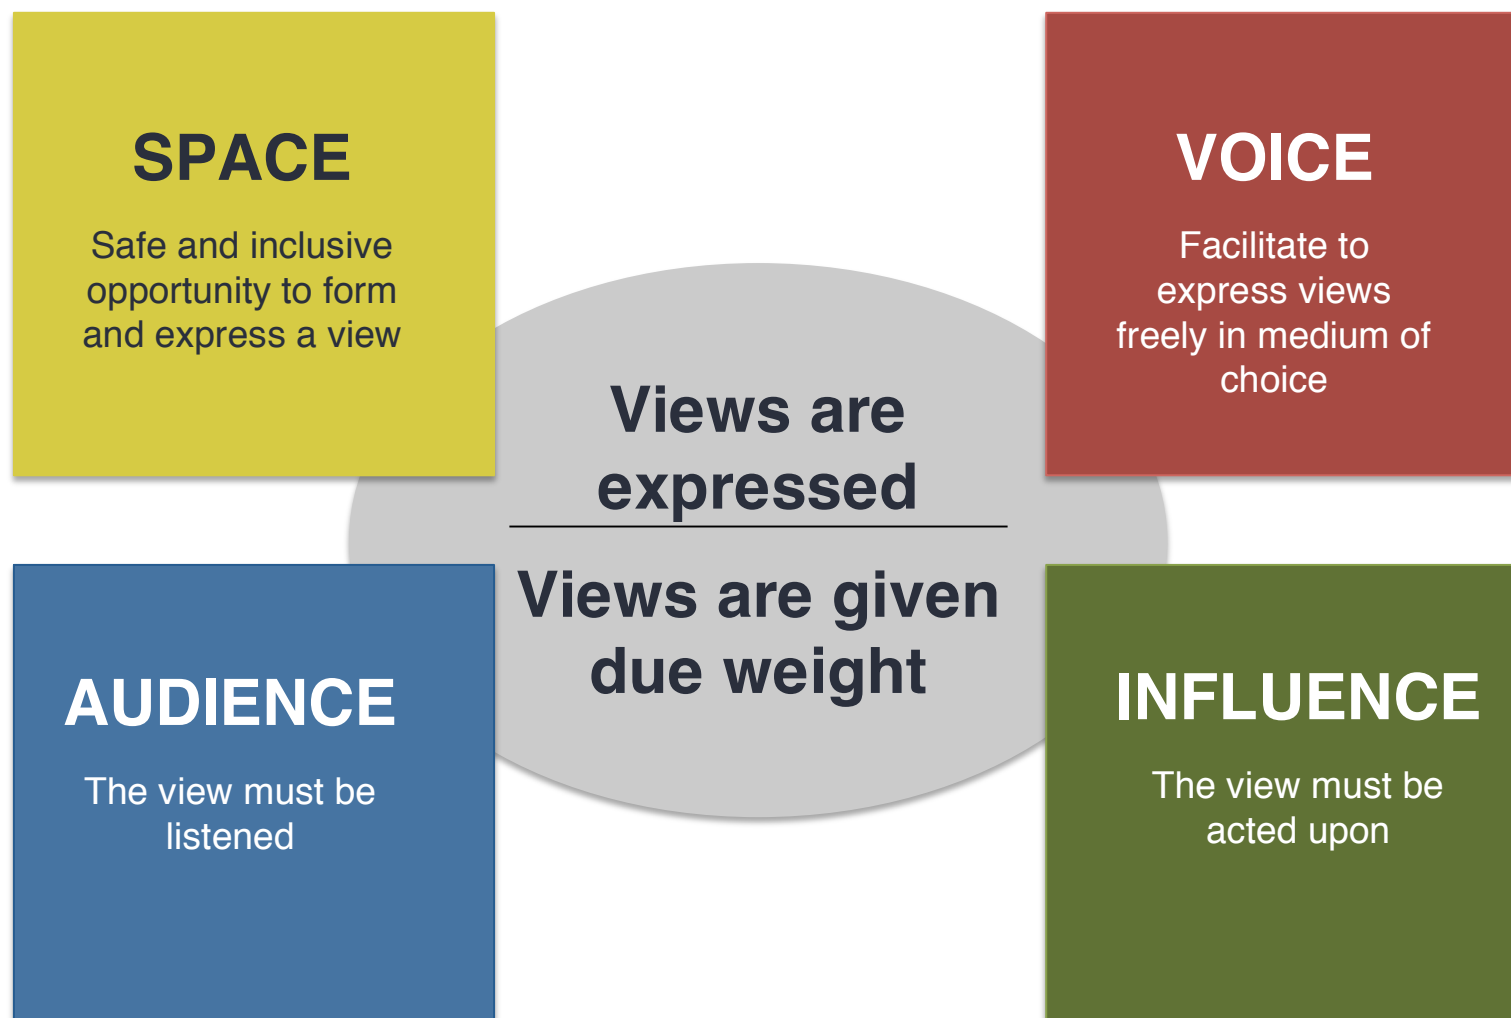 SPACE
Safe and inclusive
opportunity to form
and express a view
VOICE
Facilitate to
express views
freely in medium of
choice
Views are
expressed
Views are given
due weight
AUDIENCE
The view must be
listened
INFLUENCE
The view must be
acted upon